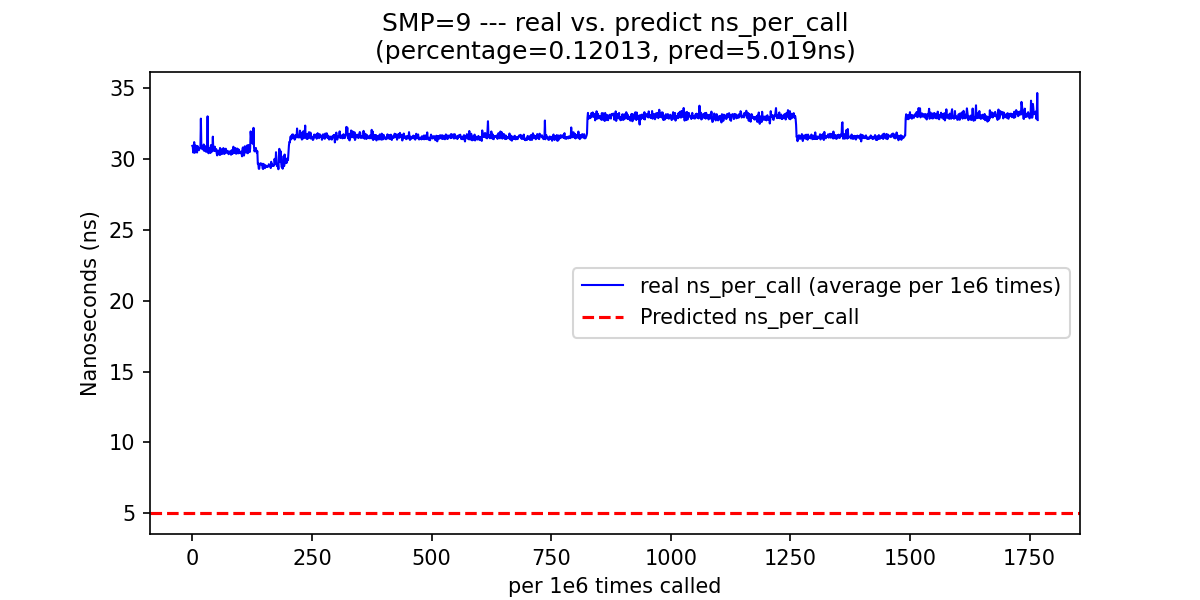 SMP=9 --- real vs. predict ns_per_call
(percentage=0.12013, pred=5.019ns)
Nanoseconds (ns)
35
30
25
20
15
10
5
real ns_per_call (average per 1e6 times)
Predicted ns_per_call
0 250 500 750 1000 1250 1500 1750
per 1e6 times called